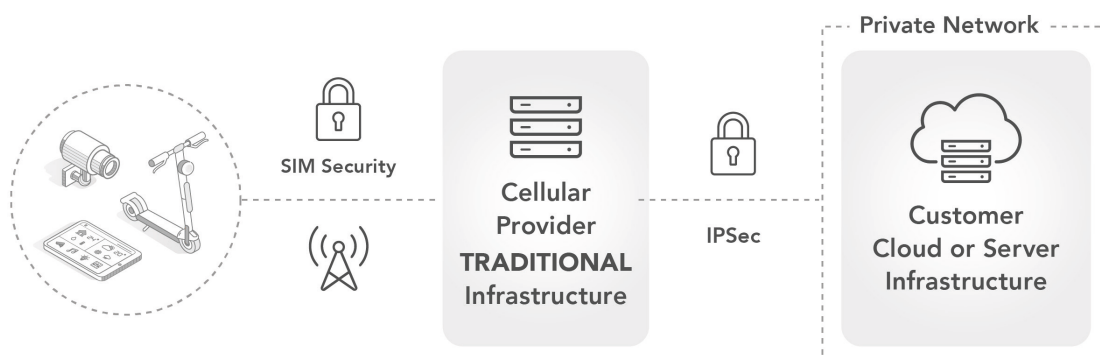 Private Network
SIM Security
Cellular
Provider
TRADITIONAL
Infrastructure
IPSec
Customer
Cloud or Server
Infrastructure